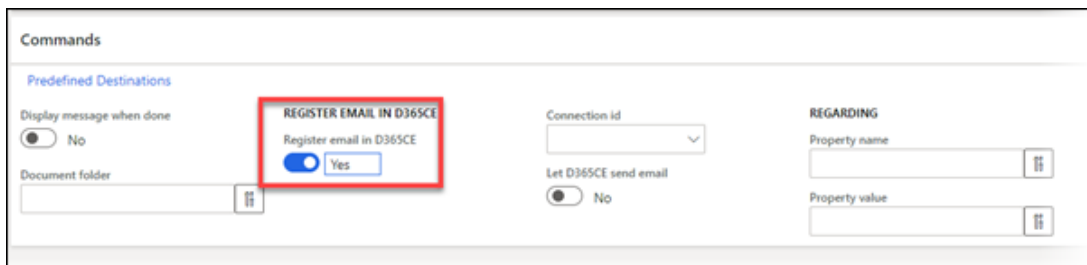 Commands
Predefined Destinations
Display message when done
No
Document folder
REGISTER EMAIL IN D365CE
Register email in D365CE
Yes
Connection id
Let D365CE send email
No
REGARDING
Property name
Property value